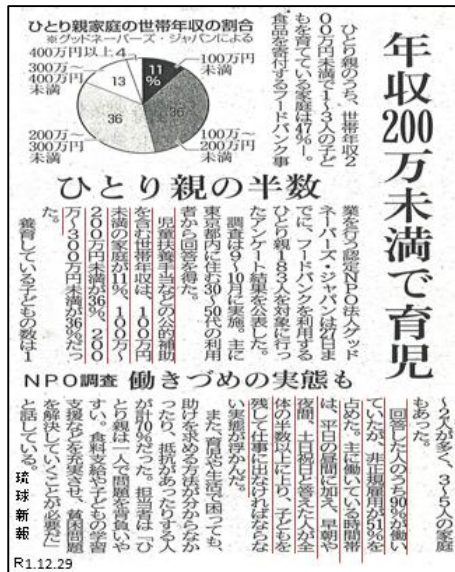 年収200万未満で育児
ひとり親の半数
NPO調査 働きづめの実態も
ひとり親家庭の世帯年収の割合
※グッドネーバーズ・ジャパンによる
400万円以上4
300万〜
400万円
未満
13
11
%
100万円
未満
36
36
200万〜
300万円
未満
100万〜
200万円
未満
ひとり親のうち、世帯年収2
00万円未満で1〜3人の子ど
もを育てている家庭は47%―。
食品を寄付するフードバンク事
業を行う認定NPO法人グッド
ネーバーズ・ジャパンは7日ま
でに、フードバンクを利用する
ひとり親183人を対象に行っ
たアンケート結果を公表した。
調査は9〜10月に実施。主に
東京都内に住む30〜50代の利用
者から回答を得た。
児童扶養手当などの公的補助
を含む世帯年収は、100万円
未満の家庭が11%、100万〜
200万円未満が36%、200
万〜300万円未満が36%だっ
た。
養育している子どもの数は1
〜2人が多く、3〜5人の家庭
もあった。
回答した人のうち90%が働い
ていたが、非正規雇用が51%を
占めた。主に働いている時間帯
は、平日の昼間に加え、早朝や
夜間、土日祝日と答えた人が全
体の半数以上に上り、子どもを
残して仕事に出なければならな
い実態が浮かんだ。
また、育児や生活で困っても、
助けを求める方法が分からなか
ったり、抵抗があったりする人
が計70%だった。担当者は「ひ
とり親は一人で問題を背負いや
すい。食料支給や子どもの学習
支援などを充実させ、貧困問題
を解決していくことが必要だ」
と話している。
琉球新報
R1.12.29